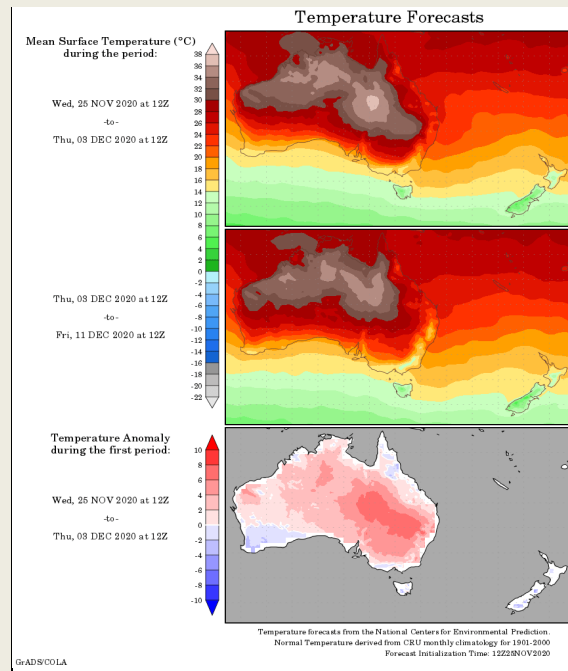 Temperature Forecasts
Mean Surface Temperature (°C)
during the period:
Wed, 25 NOV 2020 at 12Z
-to-
Thu, 03 DEC 2020 at 12Z
38
36
34
32
30
28
26
24
22
20
18
16
14
12
10
8
6
4
2
0
-2
-4
-6
-8
-10
-12
-14
-16
-18
-20
-22
Thu, 03 DEC 2020 at 12Z
-to-
Fri, 11 DEC 2020 at 12Z
Temperature Anomaly
during the first period:
Wed, 25 NOV 2020 at 12Z
-to-
Thu, 03 DEC 2020 at 12Z
10
8
6
4
2
0
-2
-4
-6
-8
-10
Temperature forecasts from the National Centers for Environmental Prediction.
Normal Temperature derived from CRU monthly climatology for 1901-2000
Forecast Initialization Time: 12Z25NOV2020
GrADS/COLA